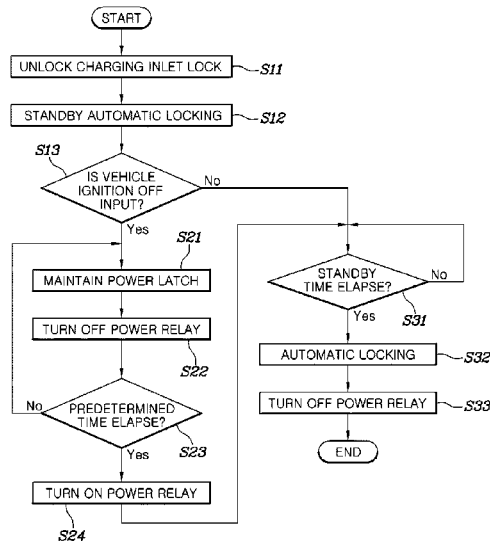 START
UNLOCK CHARGING INLET LOCK
S11
STANDBY AUTOMATIC LOCKING
S12
S13
IS VEHICLE
IGNITION OFF
INPUT?
No
Yes
S21
MAINTAIN POWER LATCH
TURN OFF POWER RELAY
S22
No
PREDETERMINED
TIME ELAPSE?
S23
Yes
TURN ON POWER RELAY
S24
STANDBY
TIME ELAPSE?
No
S31
Yes
AUTOMATIC LOCKING
S32
TURN OFF POWER RELAY
S33
END